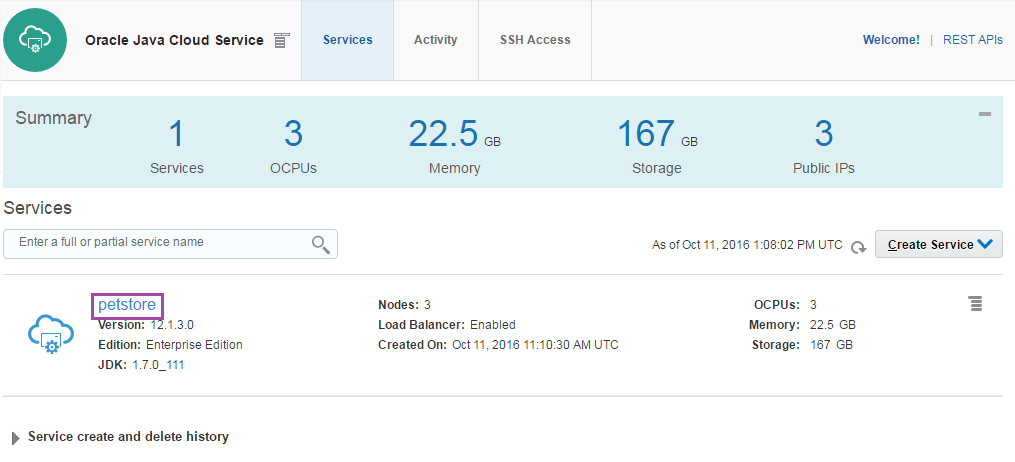 Oracle Java Cloud Service
Services
Activity
SSH Access
Welcome! | REST APIs
Summary
1
3
22.5 GB
167 GB
3
Services
OCPUs
Memory
Storage
Public IPs
Services
Enter a full or partial service name
As of Oct 11, 2016 1:08:02 PM UTC
Create Service
petstore
Version: 12.1.3.0
Edition: Enterprise Edition
JDK: 1.7.0_111
Nodes: 3
Load Balancer: Enabled
Created On: Oct 11, 2016 11:10:30 AM UTC
OCPUs: 3
Memory: 22.5 GB
Storage: 167 GB
Service create and delete history